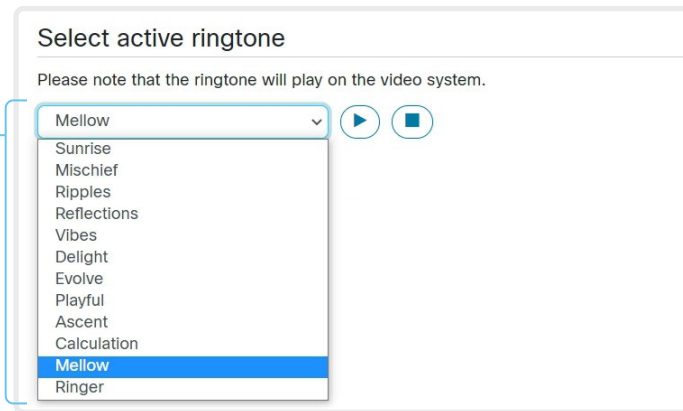 Select active ringtone
Please note that the ringtone will play on the video system.
Mellow
Sunrise
Mischief
Ripples
Reflections
Vibes
Delight
Evolve
Playful
Ascent
Calculation
Mellow
Ringer